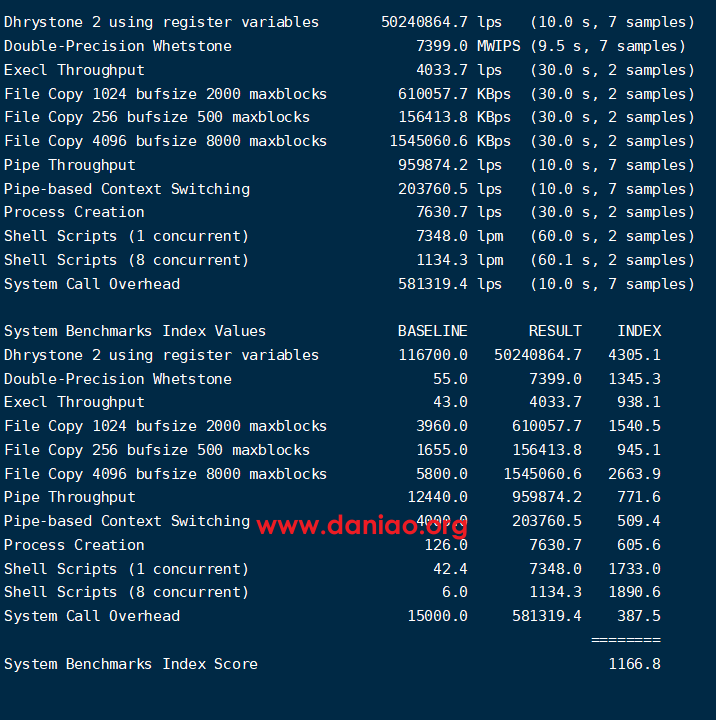 Dhrystone 2 using register variables 50240864.7 lps (10.0 s, 7 samples)
Double-Precision Whetstone 7399.0 MWIPS (9.5 s, 7 samples)
Execl Throughput 4033.7 lps (30.0 s, 2 samples)
File Copy 1024 bufsize 2000 maxblocks 610057.7 KBps (30.0 s, 2 samples)
File Copy 256 bufsize 500 maxblocks 156413.8 KBps (30.0 s, 2 samples)
File Copy 4096 bufsize 8000 maxblocks 1545060.6 KBps (30.0 s, 2 samples)
Pipe Throughput 959874.2 lps (10.0 s, 7 samples)
Pipe-based Context Switching 203760.5 lps (10.0 s, 7 samples)
Process Creation 7630.7 lps (30.0 s, 2 samples)
Shell Scripts (1 concurrent) 7348.0 lpm (60.0 s, 2 samples)
Shell Scripts (8 concurrent) 1134.3 lpm (60.1 s, 2 samples)
System Call Overhead 581319.4 lps (10.0 s, 7 samples)
System Benchmarks Index Values BASELINE RESULT INDEX
Dhrystone 2 using register variables 116700.0 50240864.7 4305.1
Double-Precision Whetstone 55.0 7399.0 1345.3
Execl Throughput 43.0 4033.7 938.1
File Copy 1024 bufsize 2000 maxblocks 3960.0 610057.7 1540.5
File Copy 256 bufsize 500 maxblocks 1655.0 156413.8 945.1
File Copy 4096 bufsize 8000 maxblocks 5800.0 1545060.6 2663.9
Pipe Throughput 12440.0 959874.2 771.6
Pipe-based Context Switching 4000.0 203760.5 509.4
www.daniao.org
Process Creation 126.0 7630.7 605.6
Shell Scripts (1 concurrent) 42.4 7348.0 1733.0
Shell Scripts (8 concurrent) 6.0 1134.3 1890.6
System Call Overhead 15000.0 581319.4 387.5
========
System Benchmarks Index Score 1166.8